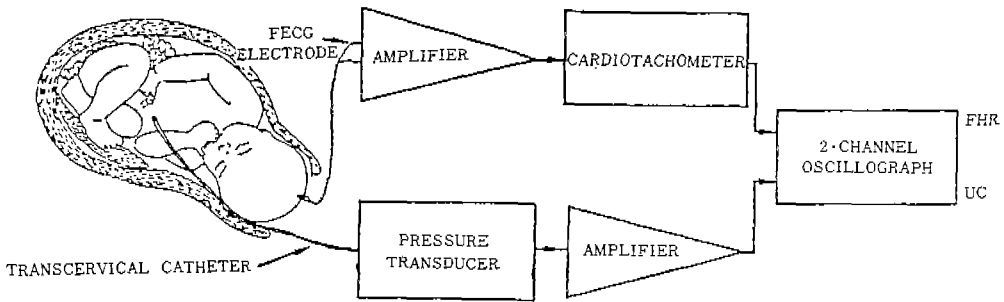 FECG
ELECTRODE
AMPLIFIER
CARDIOTACHOMETER
2·CHANNEL
OSCILLOGRAPH
FHR
UC
PRESSURE
TRANSDUCER
AMPLIFIER
TRANSCERVICAL CATHETER